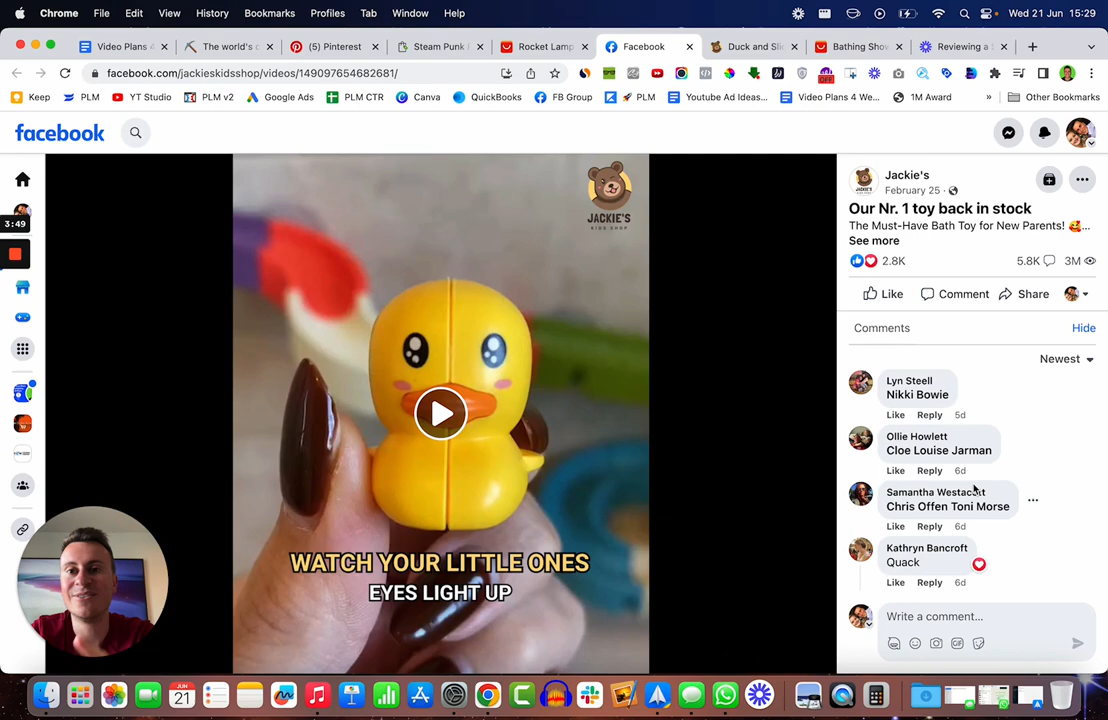 Chrome File Edit View History Bookmarks Profiles Tab Window Help Wed 21 Jun 15:29
Video Plans 4 The world's c (5) Pinterest Steam Punk Rocket Lamp Facebook Duck and Slic Bathing Show Reviewing a
facebook.com/jackieskidsshop/videos/149097654682681/
OFF
Keep PLM YT Studio PLM v2 Google Ads PLM CTR Canva QuickBooks FB Group PLM Youtube Ad Ideas... Video Plans 4 We... 1M Award » Other Bookmarks
facebook
3:49
JACKIE'S
KIDS SHOP
WATCH YOUR LITTLE ONES
EYES LIGHT UP
Jackie's
February 25 ·
Our Nr. 1 toy back in stock
The Must-Have Bath Toy for New Parents! 🥰...
See more
2.8K 5.8K 3M
Like Comment Share
Comments Hide
Newest
Lyn Steell
Nikki Bowie
Like Reply 5d
Ollie Howlett
Cloe Louise Jarman
Like Reply 6d
Samantha Westacott
Chris Offen Toni Morse
Like Reply 6d
Kathryn Bancroft
Quack
Like Reply 6d
Write a comment...
GIF
JUN
21